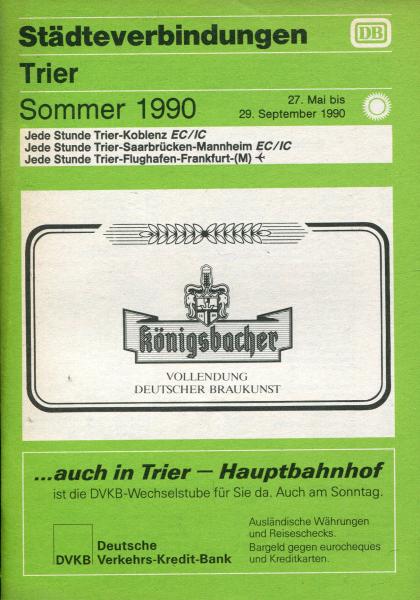 Städteverbindungen
DB
Trier
Sommer 1990
27. Mai bis
29. September 1990
Jede Stunde Trier-Koblenz EC/IC
Jede Stunde Trier-Saarbrücken-Mannheim EC/IC
Jede Stunde Trier-Flughafen-Frankfurt-(M)
Königsbacher
VOLLENDUNG
DEUTSCHER BRAUKUNST
...auch in Trier — Hauptbahnhof
ist die DVKB-Wechselstube für Sie da. Auch am Sonntag.
DVKB
Deutsche
Verkehrs-Kredit-Bank
Ausländische Währungen
und Reiseschecks.
Bargeld gegen eurocheques
und Kreditkarten.